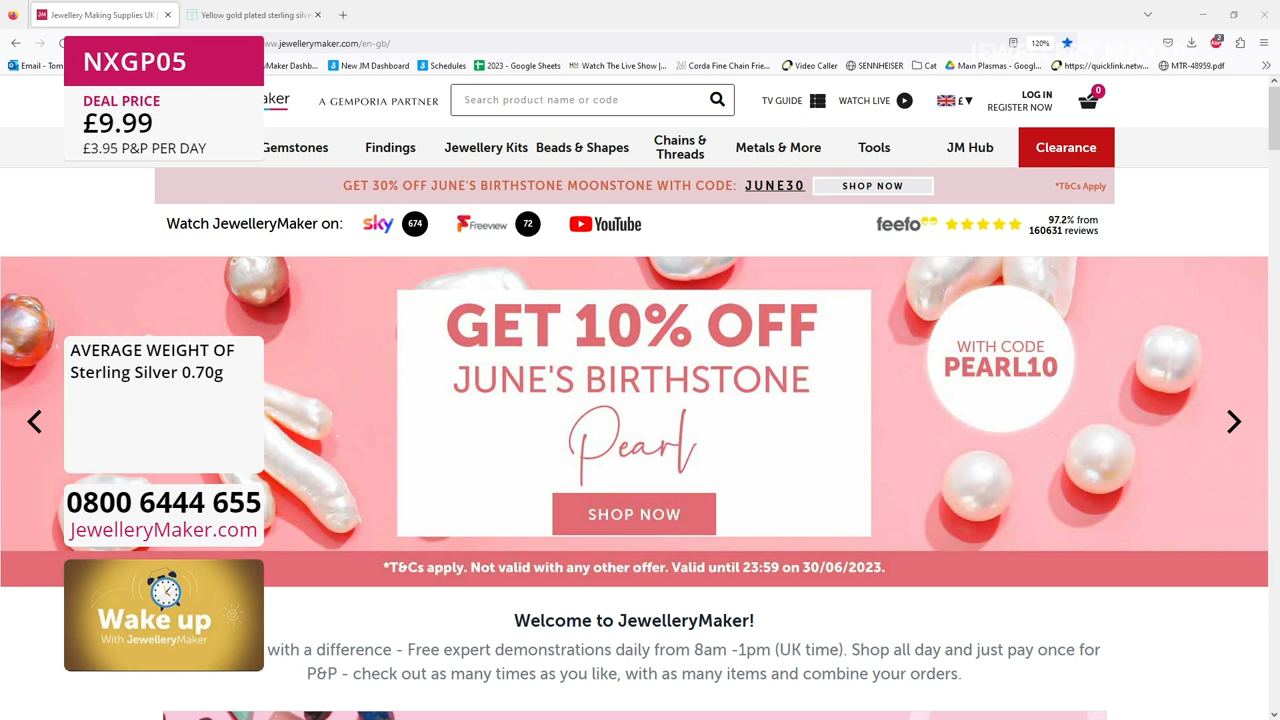 Jewellery Making Supplies UK |
Yellow gold plated sterling silve
ww.jewellerymaker.com/en-gb/
120%
2
Email - Tom
Maker Dashb...
New JM Dashboard
Schedules
2023 - Google Sheets
Watch The Live Show |...
Corda Fine Chain Frie...
Video Caller
SENNHEISER
Cat
Main Plasmas - Googl...
https://quicklink.netw...
MTR-48959.pdf
NXGP05
DEAL PRICE
£9.99
£3.95 P&P PER DAY
aker
A GEMPORIA PARTNER
Search product name or code
TV GUIDE
WATCH LIVE
£
LOG IN
REGISTER NOW
0
Gemstones
Findings
Jewellery Kits
Beads & Shapes
Chains &
Threads
Metals & More
Tools
JM Hub
Clearance
GET 30% OFF JUNE'S BIRTHSTONE MOONSTONE WITH CODE: JUNE30
SHOP NOW
*T&Cs Apply
Watch JewelleryMaker on:
sky
674
Freeview
72
YouTube
feefo
97.2% from
160631 reviews
GET 10% OFF
JUNE'S BIRTHSTONE
Pearl
SHOP NOW
WITH CODE
PEARL10
AVERAGE WEIGHT OF
Sterling Silver 0.70g
0800 6444 655
JewelleryMaker.com
*T&Cs apply. Not valid with any other offer. Valid until 23:59 on 30/06/2023.
Wake up
With JewelleryMaker
Welcome to JewelleryMaker!
with a difference - Free expert demonstrations daily from 8am -1pm (UK time). Shop all day and just pay once for
P&P - check out as many times as you like, with as many items and combine your orders.